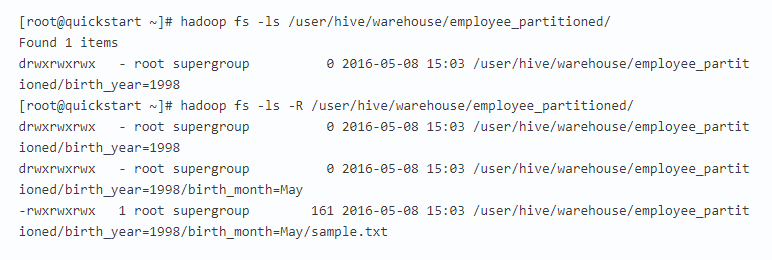 [root@quickstart ~]# hadoop fs -ls /user/hive/warehouse/employee_partitioned/
Found 1 items
drwxrwxrwx   - root supergroup          0 2016-05-08 15:03 /user/hive/warehouse/employee_partit
ioned/birth_year=1998
[root@quickstart ~]# hadoop fs -ls -R /user/hive/warehouse/employee_partitioned/
drwxrwxrwx   - root supergroup          0 2016-05-08 15:03 /user/hive/warehouse/employee_partit
ioned/birth_year=1998
drwxrwxrwx   - root supergroup          0 2016-05-08 15:03 /user/hive/warehouse/employee_partit
ioned/birth_year=1998/birth_month=May
-rwxrwxrwx   1 root supergroup        161 2016-05-08 15:03 /user/hive/warehouse/employee_partit
ioned/birth_year=1998/birth_month=May/sample.txt